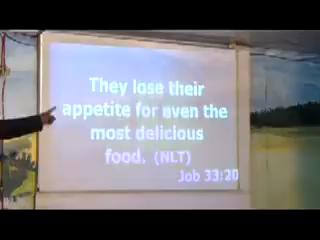 They lose their
appetite for even the
most delicious
food. (NLT)
Job 33:20